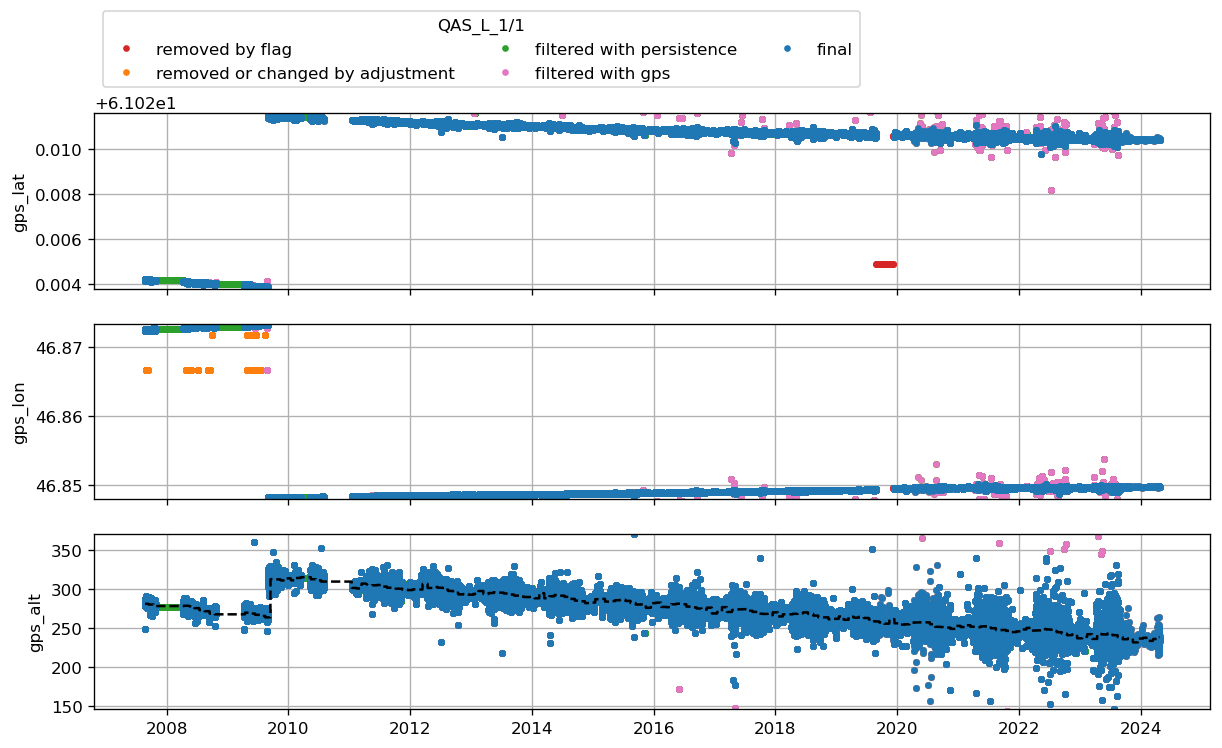 QAS_L_1/1
removed by flag
filtered with persistence
final
removed or changed by adjustment
filtered with gps
+6.102e1
0.010
0.008
0.006
0.004
gps_lat
46.87
46.86
46.85
gps_lon
350
300
250
200
150
gps_alt
2008 2010 2012 2014 2016 2018 2020 2022 2024